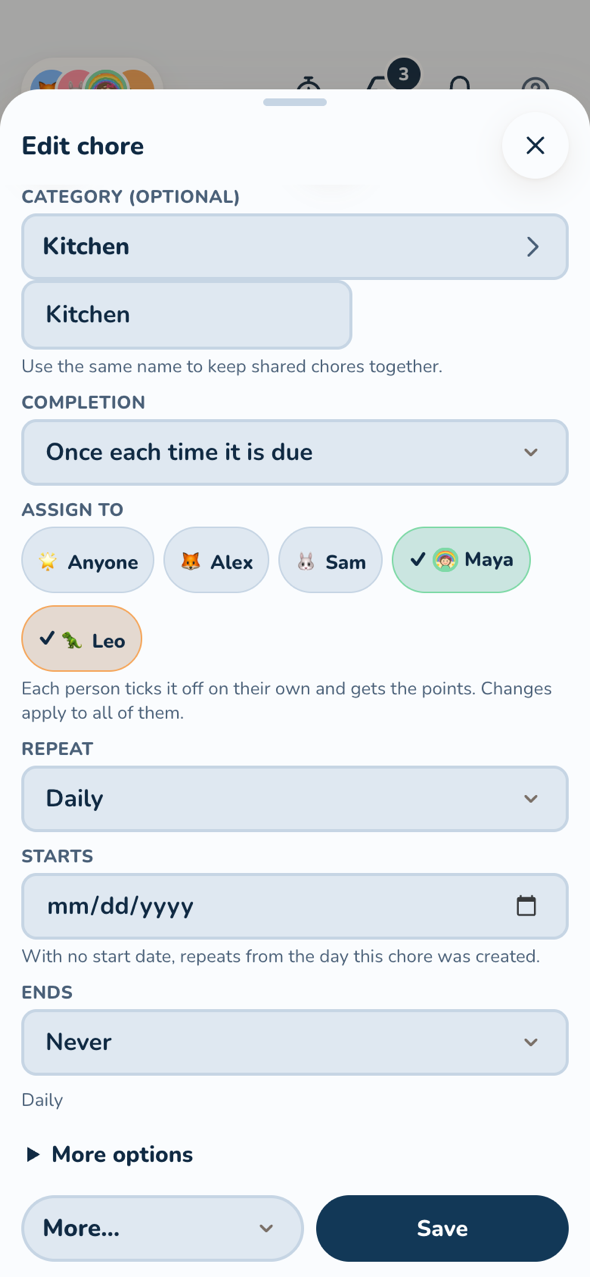 3
Edit chore
CATEGORY (OPTIONAL)
Kitchen
Kitchen
Use the same name to keep shared chores together.
COMPLETION
Once each time it is due
ASSIGN TO
Anyone
Alex
Sam
Maya
Leo
Each person ticks it off on their own and gets the points. Changes
apply to all of them.
REPEAT
Daily
STARTS
mm/dd/yyyy
With no start date, repeats from the day this chore was created.
ENDS
Never
Daily
More options
More...
Save